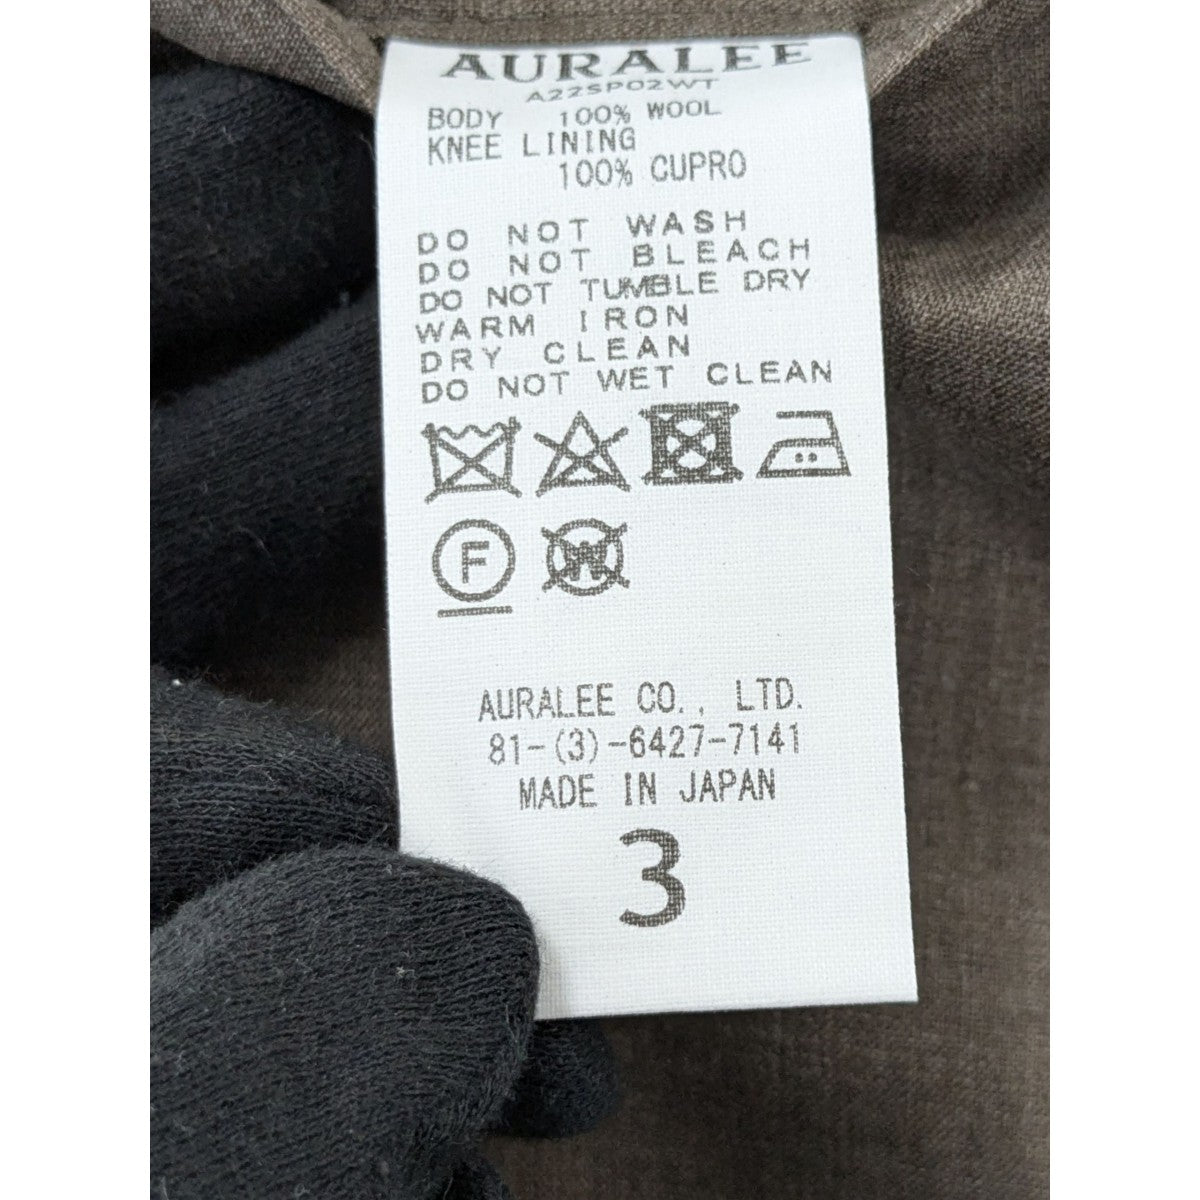 AURALEE
A22SP02WT
BODY 100% WOOL
KNEE LINING
100% CUPRO
DO NOT WASH
DO NOT BLEACH
DO NOT TUMBLE DRY
WARM IRON
DRY CLEAN
DO NOT WET CLEAN
F W
AURALEE CO., LTD.
81-(3)-6427-7141
MADE IN JAPAN
3